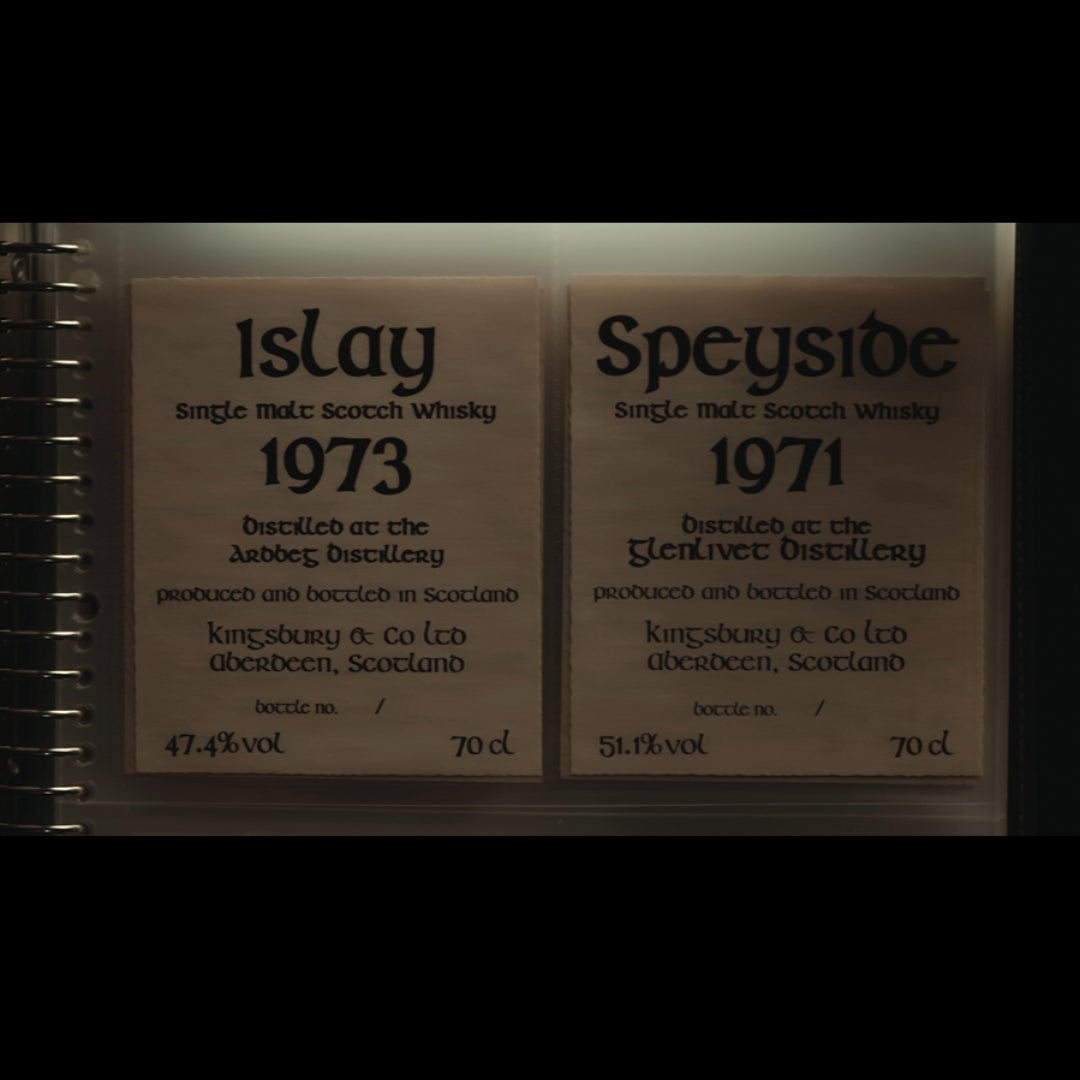 Islay
Single Malt Scotch Whisky
1973
Distilled at the
Ardbeg Distillery
produced and bottled in Scotland
Kingsbury & Co Ltd
Aberdeen, Scotland
bottle no. /
47.4% vol 70 cl
Speyside
Single Malt Scotch Whisky
1971
Distilled at the
Glenlivet Distillery
produced and bottled in Scotland
Kingsbury & Co Ltd
Aberdeen, Scotland
bottle no. /
51.1% vol 70 cl